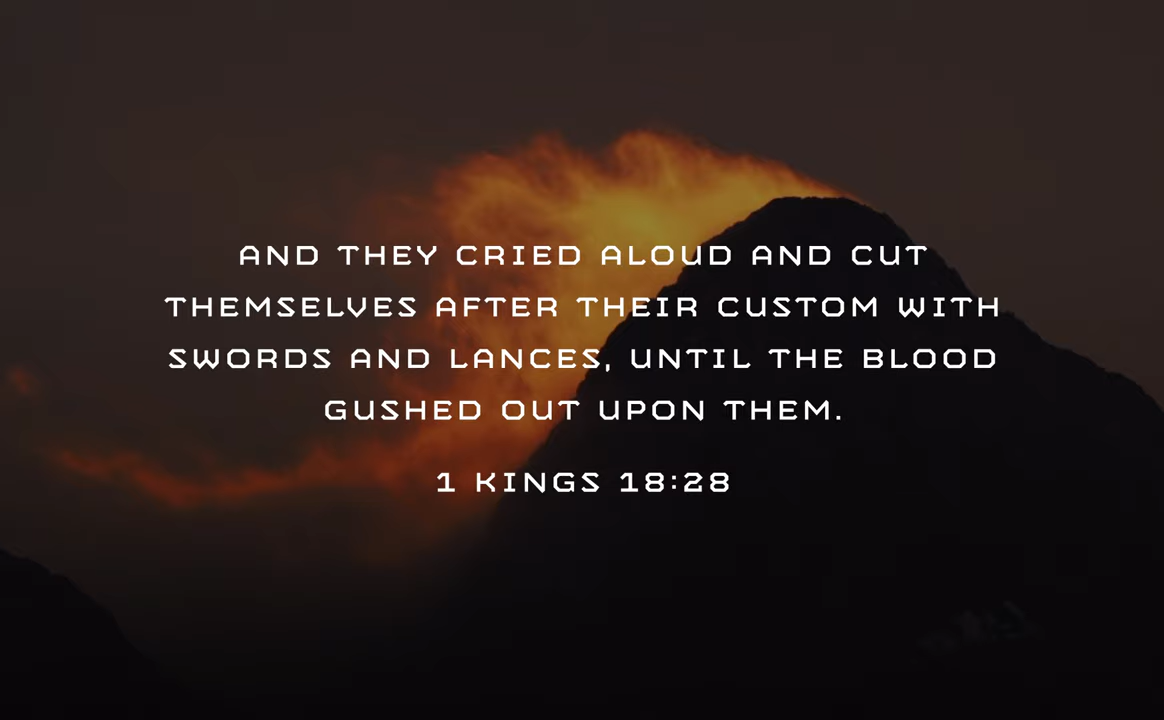 AND THEY CRIED ALOUD AND CUT
THEMSELVES AFTER THEIR CUSTOM WITH
SWORDS AND LANCES, UNTIL THE BLOOD
GUSHED OUT UPON THEM.
1 KINGS 18:28